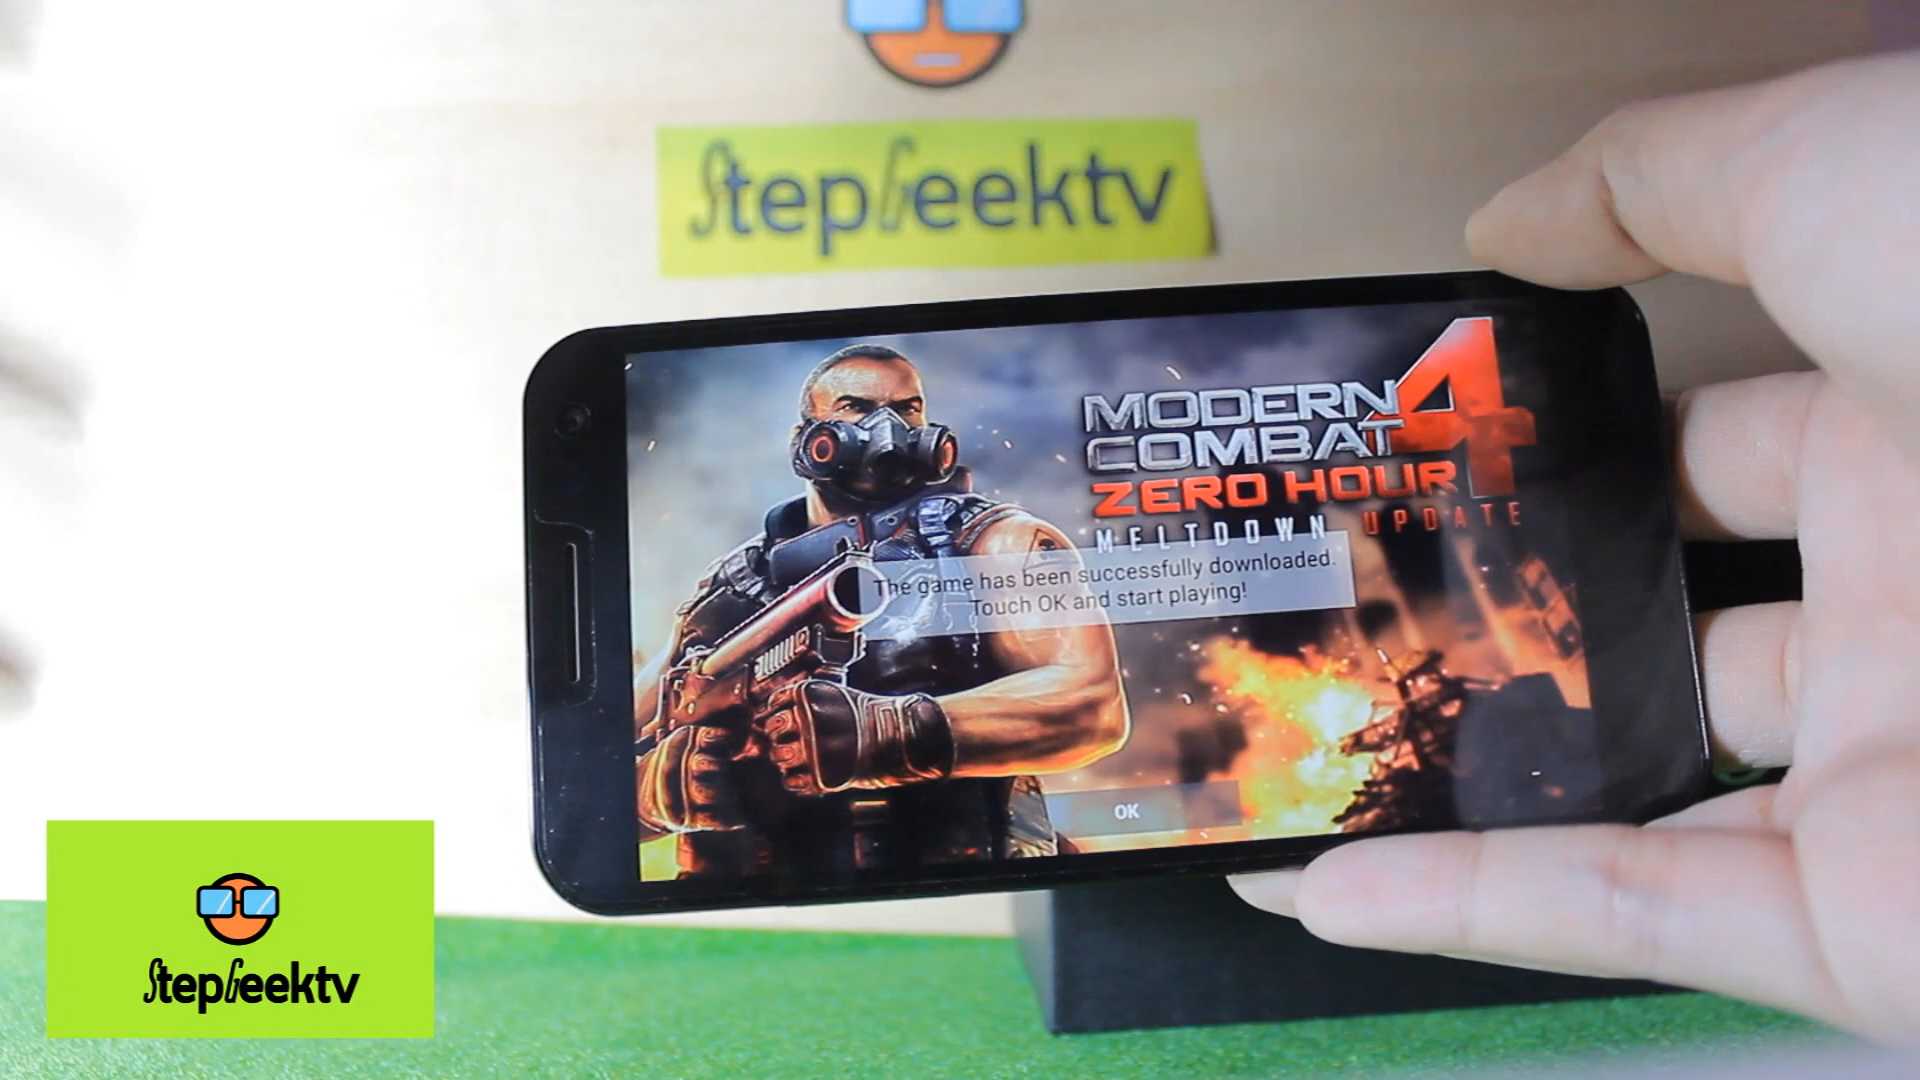 StepGeektv
MODERN
COMBAT 4
ZERO HOUR
MELTDOWN UPDATE
The game has been successfully downloaded.
Touch OK and start playing!
OK
StepGeektv